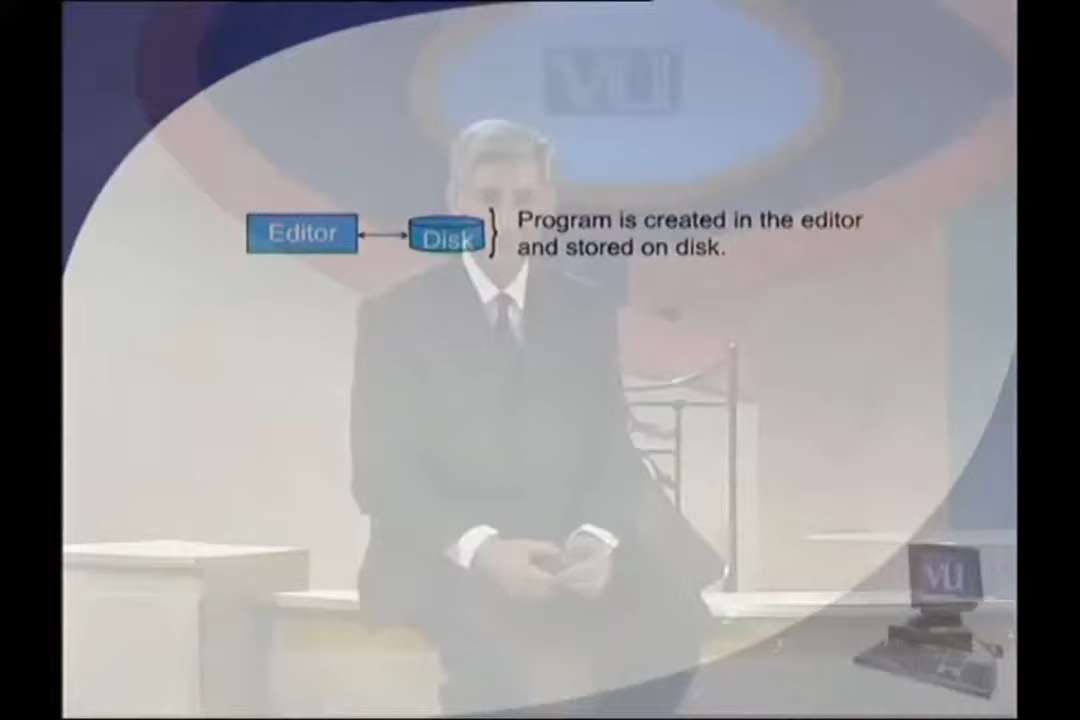 VU
Editor
Disk
Program is created in the editor
and stored on disk.
VU